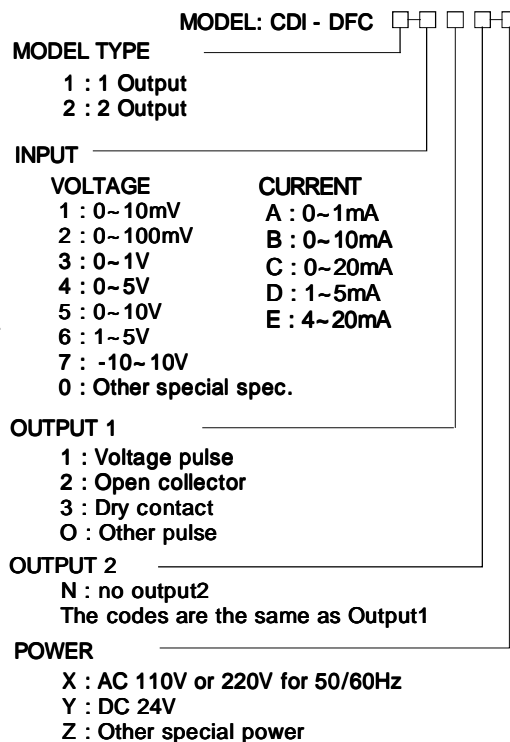 MODEL: CDI - DFC
MODEL TYPE
1 : 1 Output
2 : 2 Output
INPUT
VOLTAGE CURRENT
1 : 0~10mV A : 0~1mA
2 : 0~100mV B : 0~10mA
3 : 0~1V C : 0~20mA
4 : 0~5V D : 1~5mA
5 : 0~10V E : 4~20mA
6 : 1~5V
7 : -10~10V
0 : Other special spec.
OUTPUT 1
1 : Voltage pulse
2 : Open collector
3 : Dry contact
O : Other pulse
OUTPUT 2
N : no output2
The codes are the same as Output1
POWER
X : AC 110V or 220V for 50/60Hz
Y : DC 24V
Z : Other special power